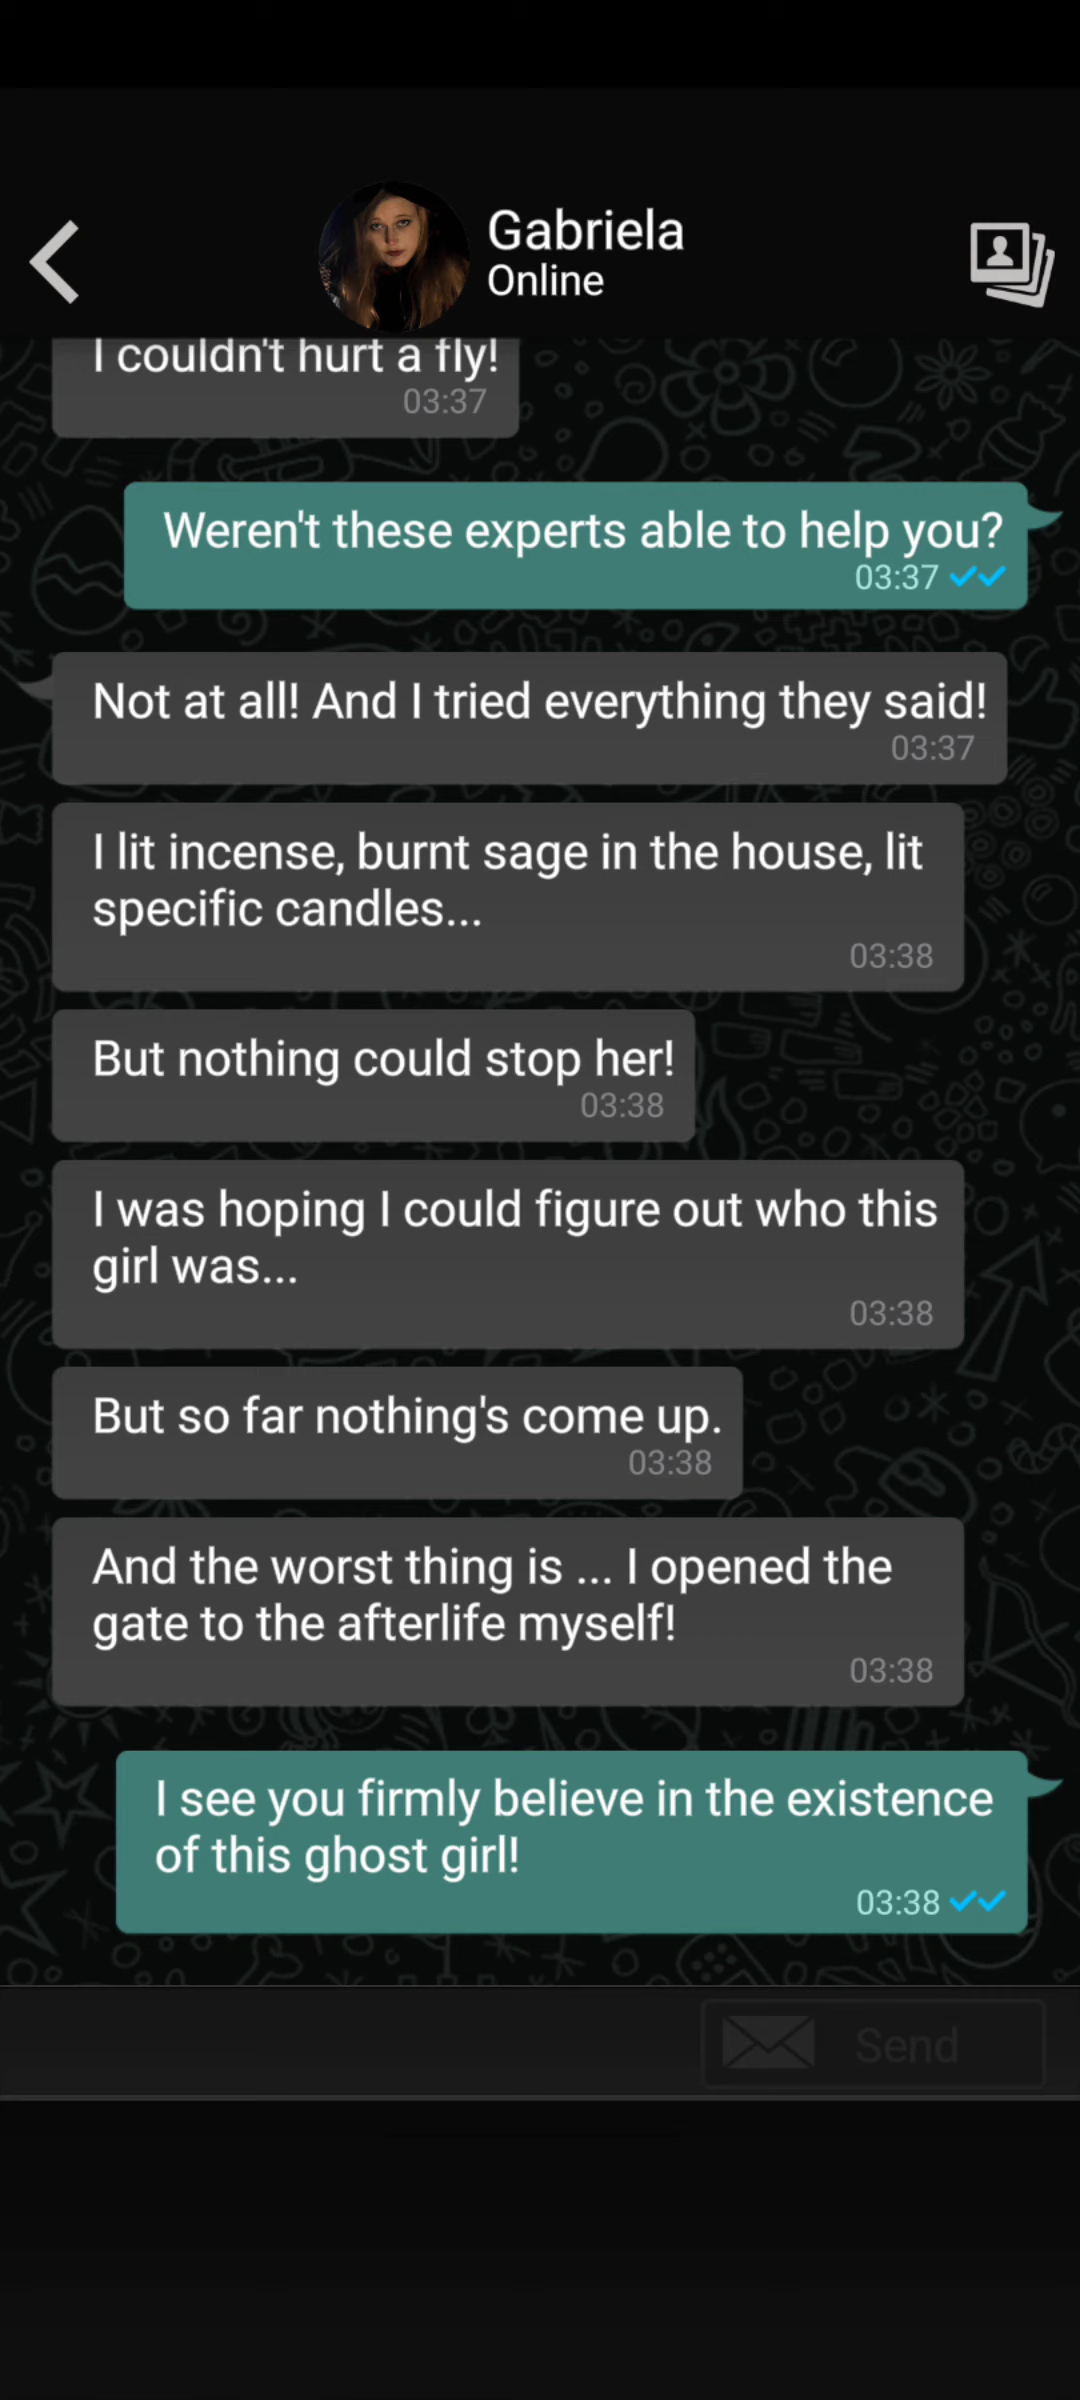 Gabriela
Online
I couldn't hurt a fly!
03:37
Weren't these experts able to help you?
03:37
Not at all! And I tried everything they said!
03:37
I lit incense, burnt sage in the house, lit
specific candles...
03:38
But nothing could stop her!
03:38
I was hoping I could figure out who this
girl was...
03:38
But so far nothing's come up.
03:38
And the worst thing is ... I opened the
gate to the afterlife myself!
03:38
I see you firmly believe in the existence
of this ghost girl!
03:38
Send